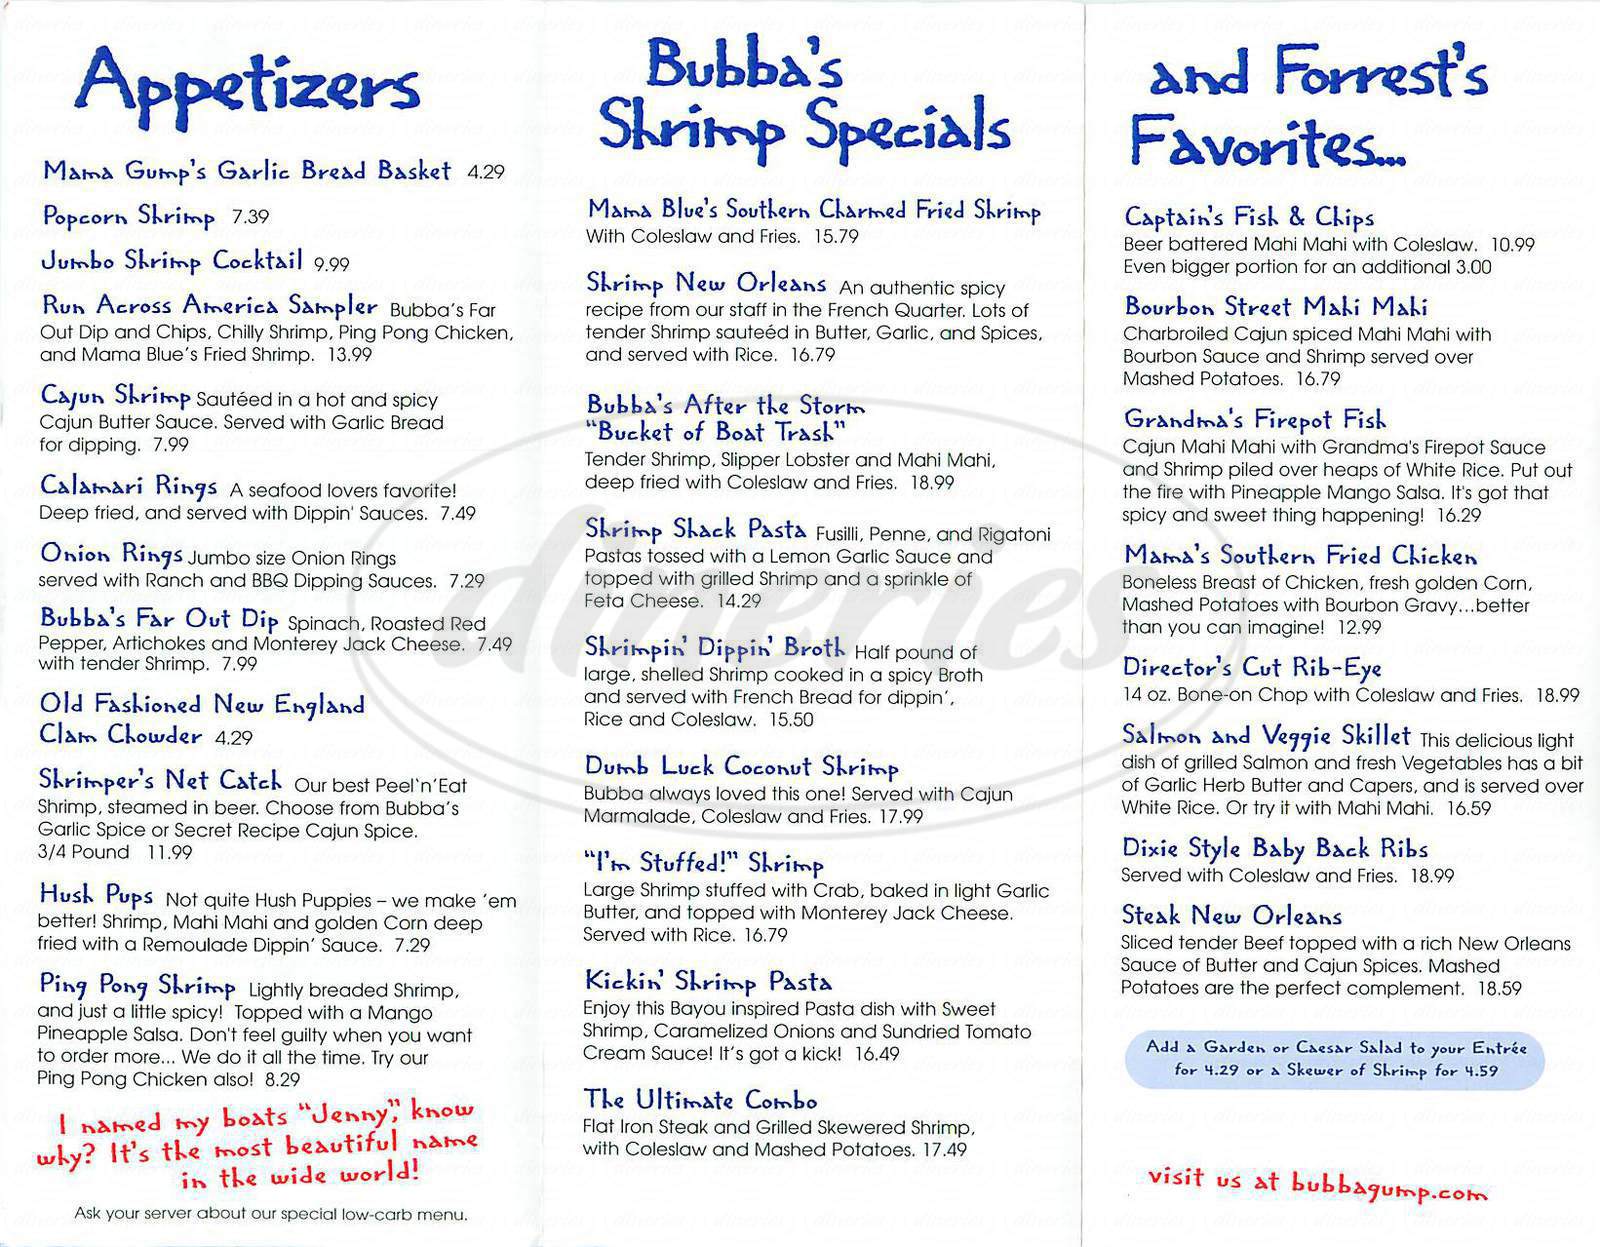 Appetizers
Mama Gump's Garlic Bread Basket 4.29
Popcorn Shrimp 7.39
Jumbo Shrimp Cocktail 9.99
Run Across America Sampler Bubba's Far
Out Dip and Chips, Chilly Shrimp, Ping Pong Chicken,
and Mama Blue's Fried Shrimp. 13.99
Cajun Shrimp Sautéed in a hot and spicy
Cajun Butter Sauce. Served with Garlic Bread
for dipping. 7.99
Calamari Rings A seafood lovers favorite!
Deep fried, and served with Dippin' Sauces. 7.49
Onion Rings Jumbo size Onion Rings
served with Ranch and BBQ Dipping Sauces. 7.29
Bubba's Far Out Dip Spinach, Roasted Red
Pepper, Artichokes and Monterey Jack Cheese. 7.49
with tender Shrimp. 7.99
Old Fashioned New England
Clam Chowder 4.29
Shrimper's Net Catch Our best Peel'n'Eat
Shrimp, steamed in beer. Choose from Bubba's
Garlic Spice or Secret Recipe Cajun Spice.
3/4 Pound 11.99
Hush Pups Not quite Hush Puppies – we make 'em
better! Shrimp, Mahi Mahi and golden Corn deep
fried with a Remoulade Dippin' Sauce. 7.29
Ping Pong Shrimp Lightly breaded Shrimp,
and just a little spicy! Topped with a Mango
Pineapple Salsa. Don't feel guilty when you want
to order more... We do it all the time. Try our
Ping Pong Chicken also! 8.29
I named my boats "Jenny," know
why? It's the most beautiful name
in the wide world!
Ask your server about our special low-carb menu.
Bubba's
Shrimp Specials
Mama Blue's Southern Charmed Fried Shrimp
With Coleslaw and Fries. 15.79
Shrimp New Orleans An authentic spicy
recipe from our staff in the French Quarter. Lots of
tender Shrimp sauteéd in Butter, Garlic, and Spices,
and served with Rice. 16.79
Bubba's After the Storm
"Bucket of Boat Trash"
Tender Shrimp, Slipper Lobster and Mahi Mahi,
deep fried with Coleslaw and Fries. 18.99
Shrimp Shack Pasta Fusilli, Penne, and Rigatoni
Pastas tossed with a Lemon Garlic Sauce and
topped with grilled Shrimp and a sprinkle of
Feta Cheese. 14.29
Shrimpin' Dippin' Broth Half pound of
large, shelled Shrimp cooked in a spicy Broth
and served with French Bread for dippin',
Rice and Coleslaw. 15.50
Dumb Luck Coconut Shrimp
Bubba always loved this one! Served with Cajun
Marmalade, Coleslaw and Fries. 17.99
"I'm Stuffed!" Shrimp
Large Shrimp stuffed with Crab, baked in light Garlic
Butter, and topped with Monterey Jack Cheese.
Served with Rice. 16.79
Kickin' Shrimp Pasta
Enjoy this Bayou inspired Pasta dish with Sweet
Shrimp, Caramelized Onions and Sundried Tomato
Cream Sauce! It's got a kick! 16.49
The Ultimate Combo
Flat Iron Steak and Grilled Skewered Shrimp,
with Coleslaw and Mashed Potatoes. 17.49
and Forrest's
Favorites...
Captain's Fish & Chips
Beer battered Mahi Mahi with Coleslaw. 10.99
Even bigger portion for an additional 3.00
Bourbon Street Mahi Mahi
Charbroiled Cajun spiced Mahi Mahi with
Bourbon Sauce and Shrimp served over
Mashed Potatoes. 16.79
Grandma's Firepot Fish
Cajun Mahi Mahi with Grandma's Firepot Sauce
and Shrimp piled over heaps of White Rice. Put out
the fire with Pineapple Mango Salsa. It's got that
spicy and sweet thing happening! 16.29
Mama's Southern Fried Chicken
Boneless Breast of Chicken, fresh golden Corn,
Mashed Potatoes with Bourbon Gravy...better
than you can imagine! 12.99
Director's Cut Rib-Eye
14 oz. Bone-on Chop with Coleslaw and Fries. 18.99
Salmon and Veggie Skillet This delicious light
dish of grilled Salmon and fresh Vegetables has a bit
of Garlic Herb Butter and Capers, and is served over
White Rice. Or try it with Mahi Mahi. 16.59
Dixie Style Baby Back Ribs
Served with Coleslaw and Fries. 18.99
Steak New Orleans
Sliced tender Beef topped with a rich New Orleans
Sauce of Butter and Cajun Spices. Mashed
Potatoes are the perfect complement. 18.59
Add a Garden or Caesar Salad to your Entrée
for 4.29 or a Skewer of Shrimp for 4.59
visit us at bubbagump.com
dineries